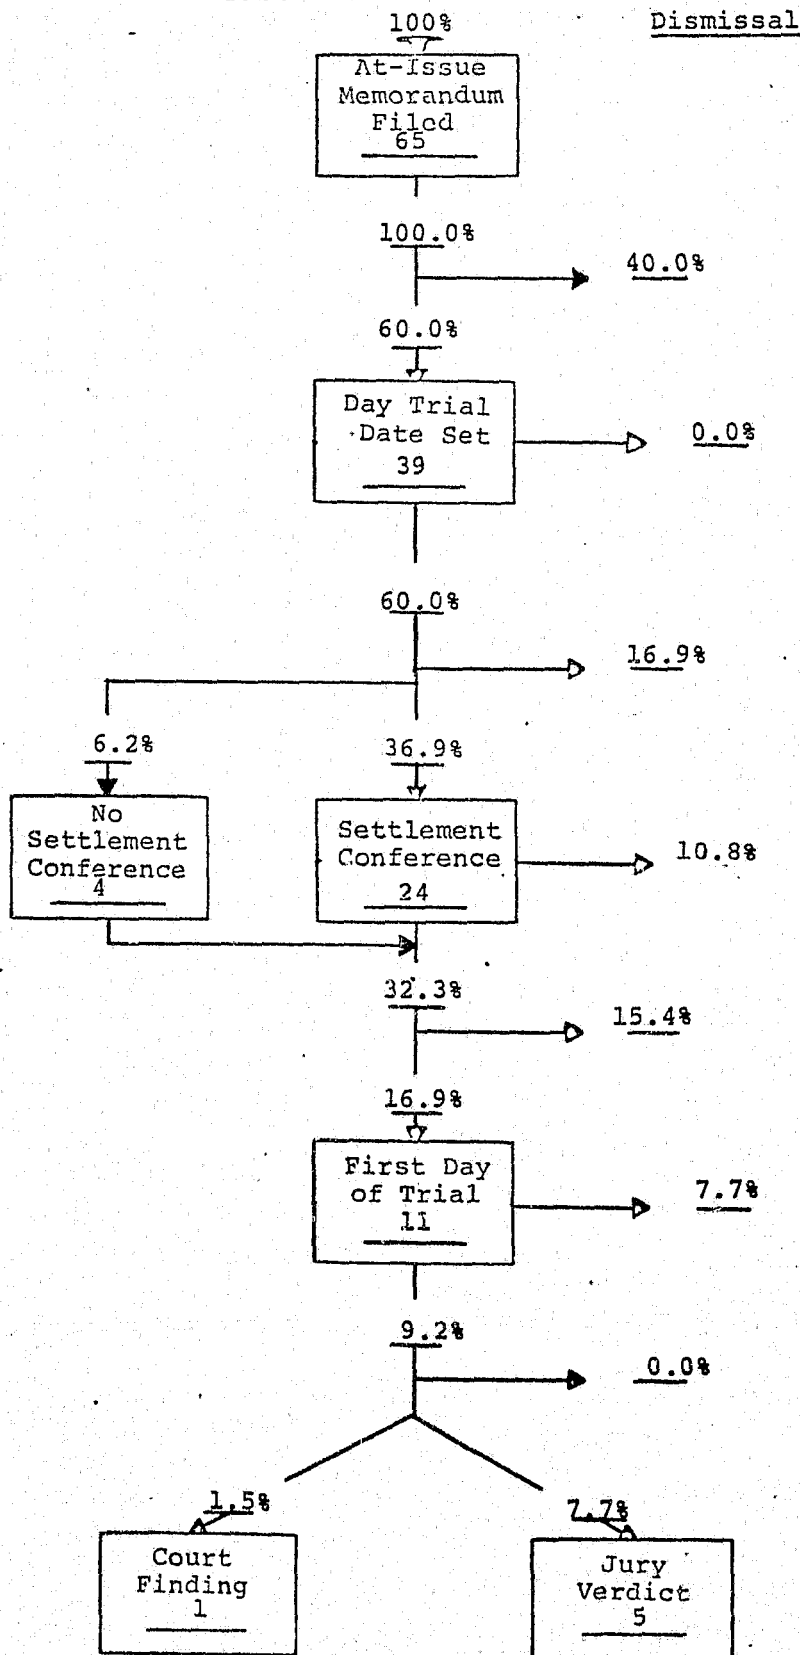 100%
Dismissal
At-Issue
Memorandum
Filed
65
100.0%
40.0%
60.0%
Day Trial
Date Set
39
0.0%
60.0%
16.9%
6.2%
36.9%
No
Settlement
Conference
4
Settlement
Conference
24
10.8%
32.3%
15.4%
16.9%
First Day
of Trial
11
7.7%
9.2%
0.0%
1.5%
7.7%
Court
Finding
1
Jury
Verdict
5